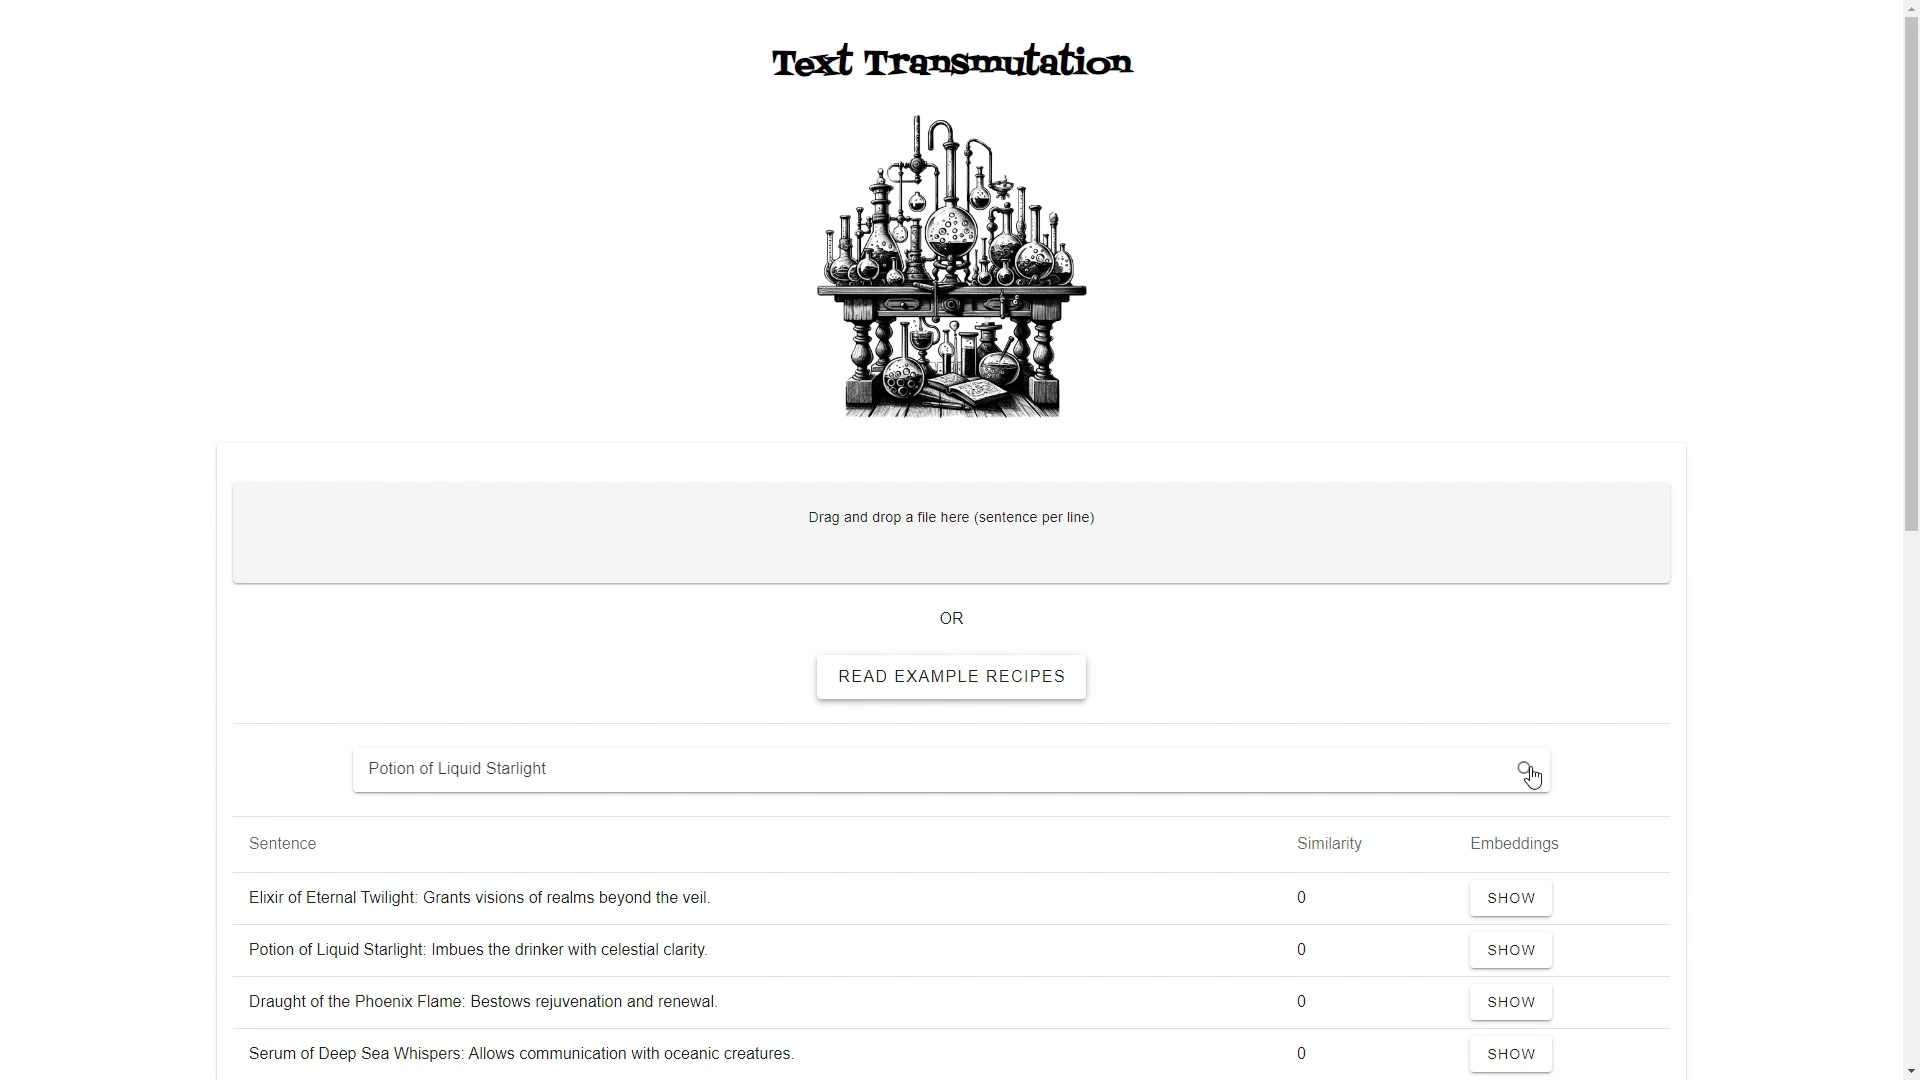 Text Transmutation
Drag and drop a file here (sentence per line)
OR
READ EXAMPLE RECIPES
Potion of Liquid Starlight
Sentence Similarity Embeddings
Elixir of Eternal Twilight: Grants visions of realms beyond the veil. 0 SHOW
Potion of Liquid Starlight: Imbues the drinker with celestial clarity. 0 SHOW
Draught of the Phoenix Flame: Bestows rejuvenation and renewal. 0 SHOW
Serum of Deep Sea Whispers: Allows communication with oceanic creatures. 0 SHOW